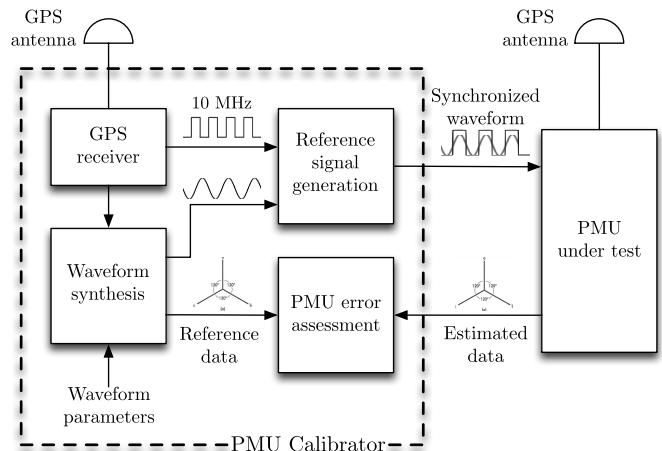 GPS
antenna
GPS
antenna
10 MHz
GPS
receiver
Reference
signal
generation
Synchronized
waveform
PMU
under test
Waveform
synthesis
PMU error
assessment
Reference
data
Estimated
data
Waveform
parameters
PMU Calibrator